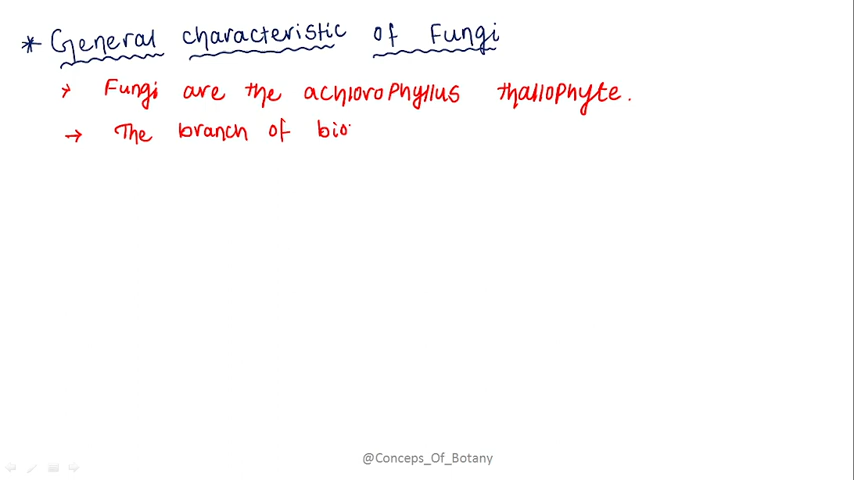 * General characteristic of Fungi
→ Fungi are the achlorophyllus thallophyte.
→ The branch of bio
@Conceps_Of_Botany